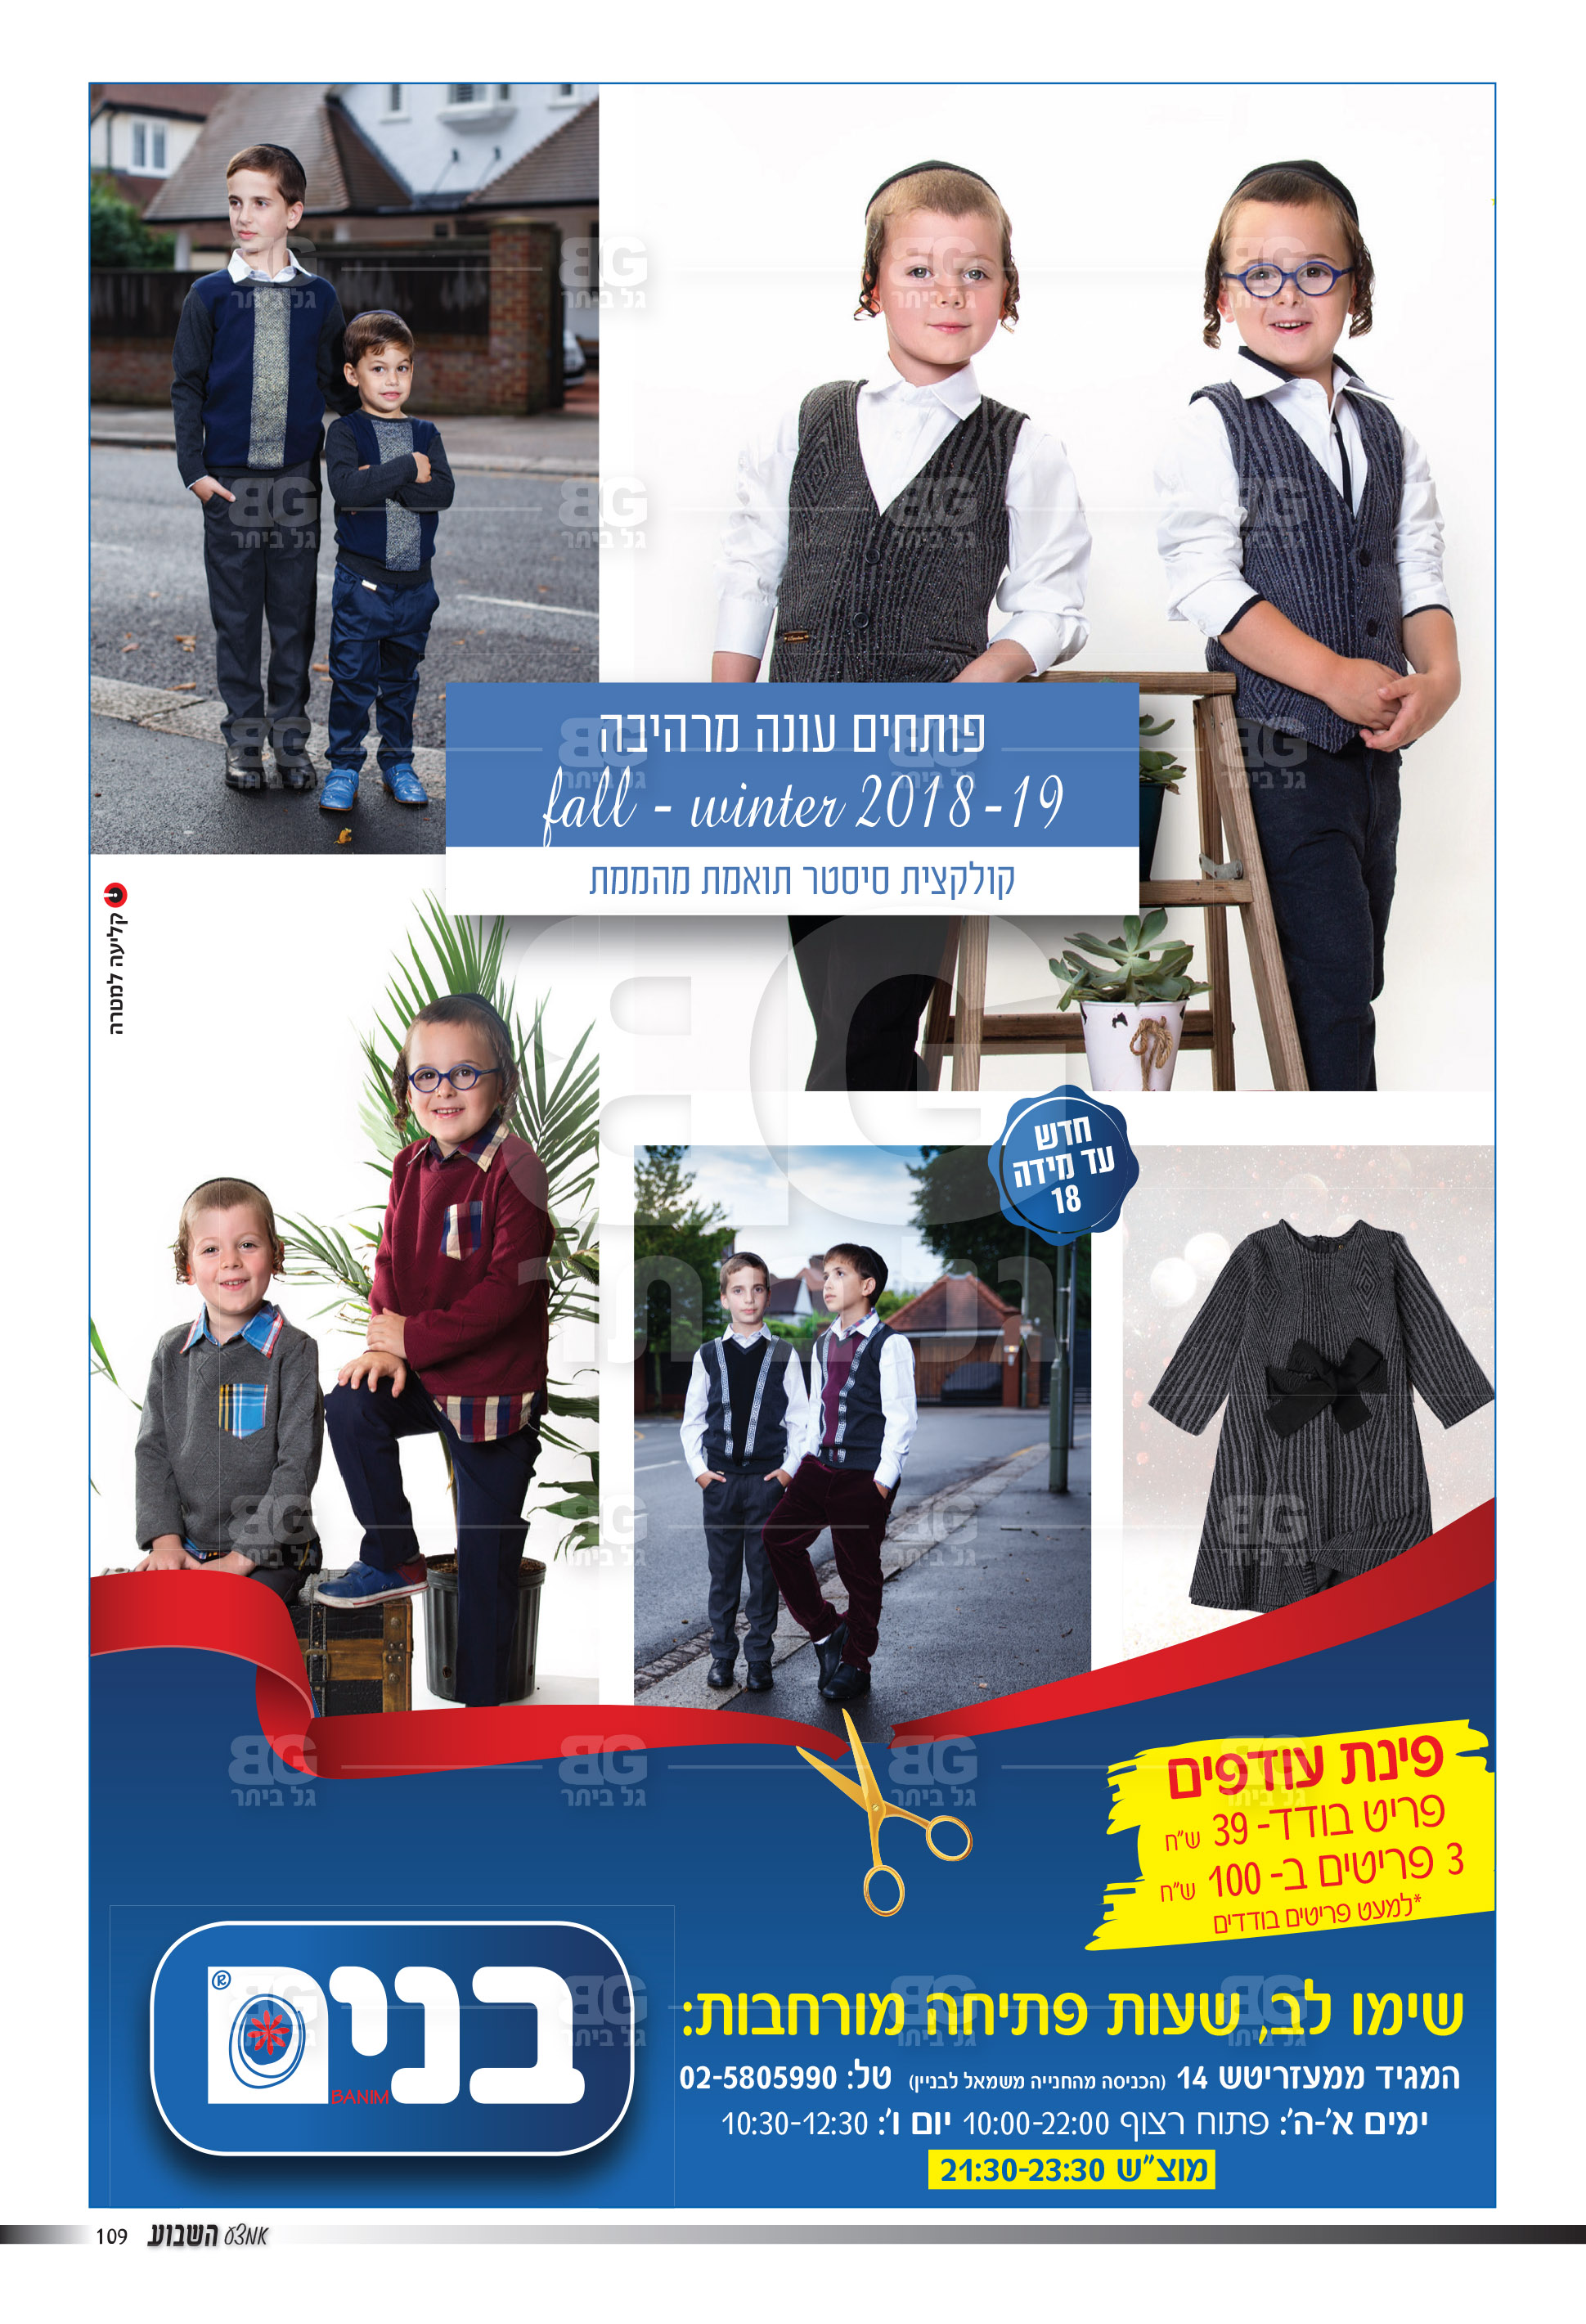 פותחים עונה מרהיבה
fall - winter 2018-19
קולקצית סיסטר תואמת מהממת
קליעה למטרה
חדש
עד מידה
18
פינת עודפים
פריט בודד- 39 ש"ח
3 פריטים ב- 100 ש"ח
*למעט פריטים בודדים
בנים
®
BANIM
שימו לב, שעות פתיחה מורחבות:
המגיד ממעזריטש 14 (הכניסה מהחנייה משמאל לבניין) טל: 02-5805990
ימים א'-ה': פתוח רצוף 10:00-22:00 יום ו': 10:30-12:30
מוצ"ש 21:30-23:30
109 אמצע השבוע
BG
גל ביתר